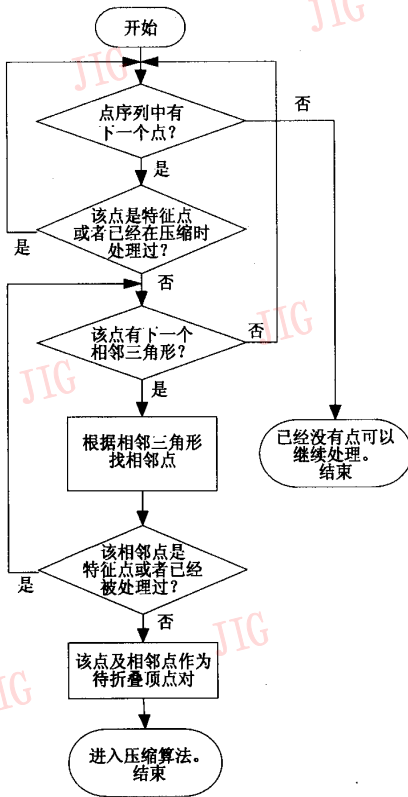 JIG
开始
JIG
点序列中有
下一个点？
否
是
该点是特征点
或者已经在压缩时
处理过？
是
否
该点有下一个
相邻三角形？
否
JIG
是
JIG
根据相邻三角形
找相邻点
已经没有点可以
继续处理。
结束
该相邻点是
特征点或者已经
被处理过？
是
否
JIG
该点及相邻点作为
待折叠顶点对
JIG
进入压缩算法。
结束